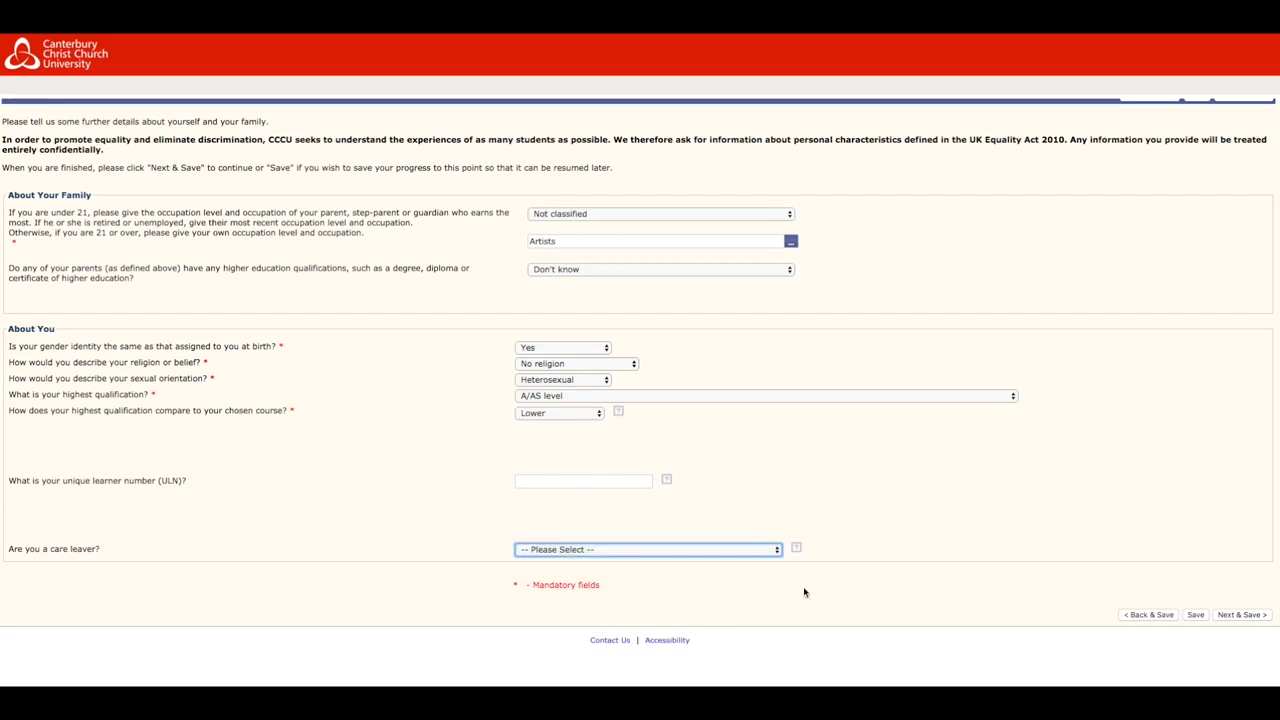 Canterbury
Christ Church
University
Please tell us some further details about yourself and your family.
In order to promote equality and eliminate discrimination, CCCU seeks to understand the experiences of as many students as possible. We therefore ask for information about personal characteristics defined in the UK Equality Act 2010. Any information you provide will be treated
entirely confidentially.
When you are finished, please click "Next & Save" to continue or "Save" if you wish to save your progress to this point so that it can be resumed later.
About Your Family
If you are under 21, please give the occupation level and occupation of your parent, step-parent or guardian who earns the Not classified
most. If he or she is retired or unemployed, give their most recent occupation level and occupation.
Otherwise, if you are 21 or over, please give your own occupation level and occupation.
* Artists ...
Do any of your parents (as defined above) have any higher education qualifications, such as a degree, diploma or Don't know
certificate of higher education?
About You
Is your gender identity the same as that assigned to you at birth? * Yes
How would you describe your religion or belief? * No religion
How would you describe your sexual orientation? * Heterosexual
What is your highest qualification? * A/AS level
How does your highest qualification compare to your chosen course? * Lower ?
What is your unique learner number (ULN)? ?
Are you a care leaver? -- Please Select -- ?
* - Mandatory fields
< Back & Save Save Next & Save >
Contact Us | Accessibility